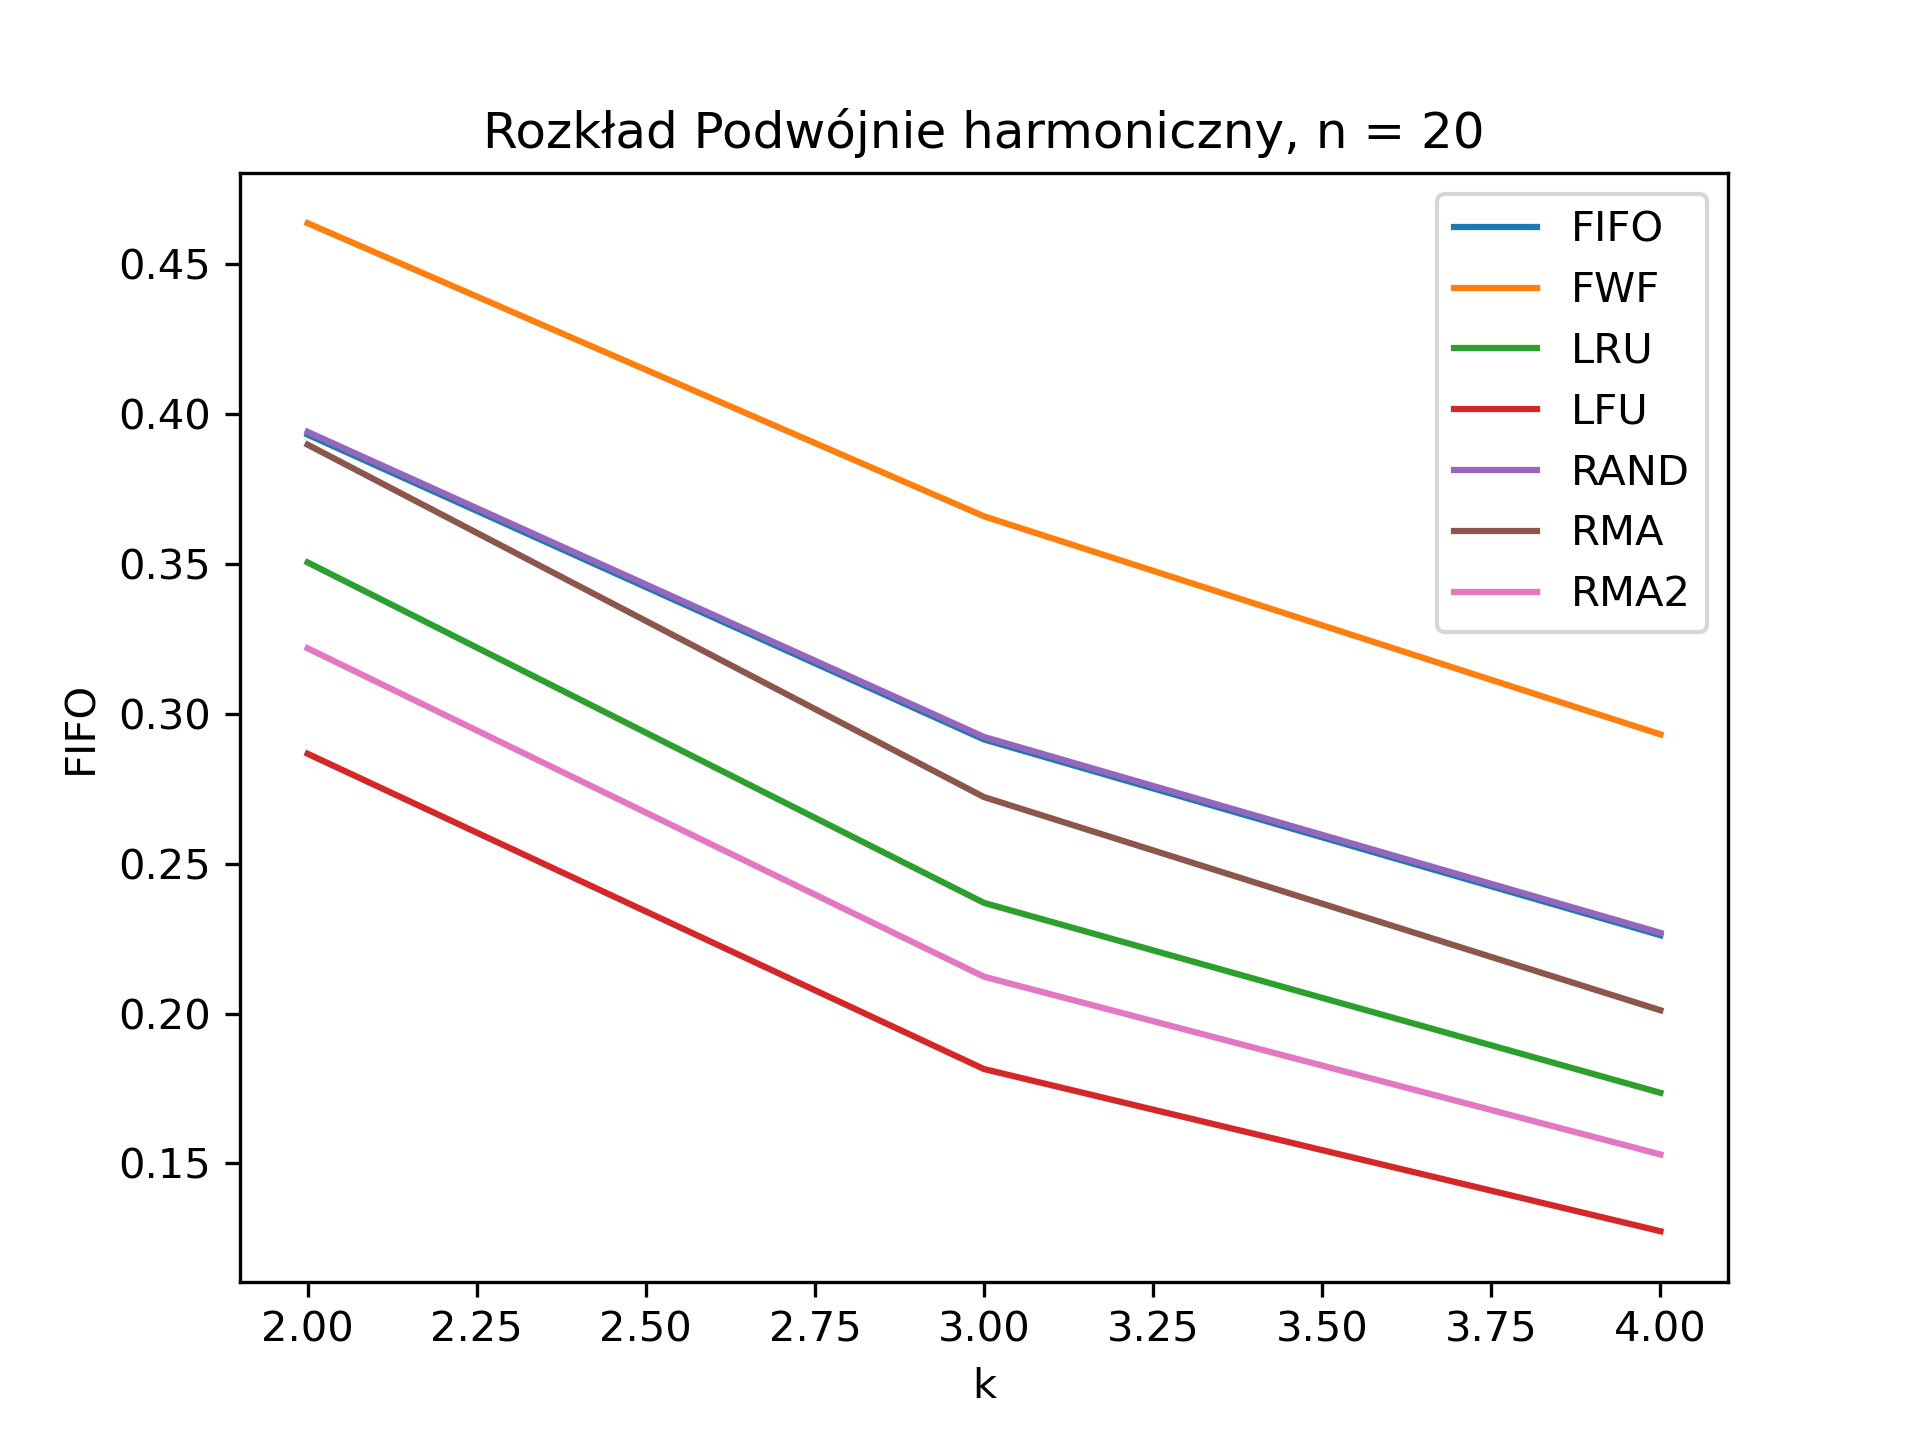 Rozkład Podwójnie harmoniczny, n = 20
FIFO
FWF
LRU
LFU
RAND
RMA
RMA2
0.45
0.40
0.35
0.30
0.25
0.20
0.15
FIFO
2.00 2.25 2.50 2.75 3.00 3.25 3.50 3.75 4.00
k